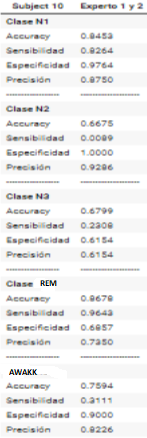 Subject 10 Experto 1 y 2
Clase N1
Accuracy 0.8453
Sensibilidad 0.8264
Especificidad 0.9764
Precisión 0.8750
--------------------
Clase N2
Accuracy 0.6675
Sensibilidad 0.0089
Especificidad 1.0000
Precisión 0.9286
--------------------
Clase N3
Accuracy 0.6799
Sensibilidad 0.2308
Especificidad 0.6154
Precisión 0.6154
--------------------
Clase REM
Accuracy 0.8678
Sensibilidad 0.9643
Especificidad 0.6857
Precisión 0.7350
--------------------
AWAKK
Accuracy 0.7594
Sensibilidad 0.3111
Especificidad 0.9000
Precisión 0.8226